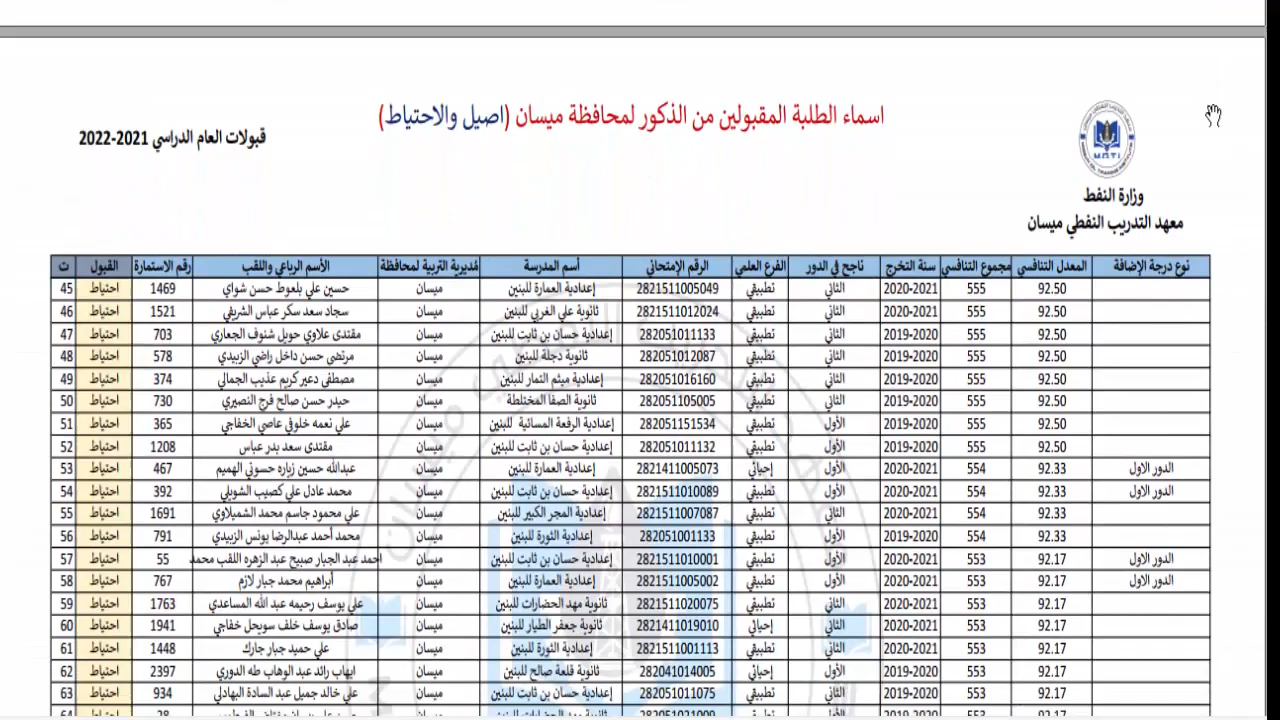 اسماء الطلبة المقبولين من الذكور لمحافظة ميسان (اصيل والاحتياط)
قبولات العام الدراسي 2021-2022
وزارة النفط
معهد التدريب النفطي ميسان
ت القبول رقم الاستمارة الأسم الرباعي واللقب مديرية التربية لمحافظة أسم المدرسة الرقم الإمتحاني الفرع العلمي ناجح في الدور سنة التخرج مجموع التنافسي المعدل التنافسي نوع درجة الإضافة
45 احتياط 1469 حسين علي بلعوط حسن شواي ميسان إعدادية العمارة للبنين 2821511005049 تطبيقي الثاني 2020-2021 555 92.50
46 احتياط 1521 سجاد سعد سكر عباس الشريفي ميسان ثانوية علي الغربي للبنين 2821511012024 تطبيقي الثاني 2020-2021 555 92.50
47 احتياط 703 مقتدى علاوي حويل شنوف الجعاري ميسان إعدادية حسان بن ثابت للبنين 282051011133 تطبيقي الثاني 2019-2020 555 92.50
48 احتياط 578 مرتضى حسن داخل راضي الزبيدي ميسان ثانوية دجلة للبنين 282051012087 تطبيقي الثاني 2019-2020 555 92.50
49 احتياط 374 مصطفى دعير كريم عذيب الجمالي ميسان إعدادية ميثم التمار للبنين 282051016160 تطبيقي الثاني 2019-2020 555 92.50
50 احتياط 730 حيدر حسن صالح فرج النصيري ميسان ثانوية الصفا المختلطة 282051105005 تطبيقي الثاني 2019-2020 555 92.50
51 احتياط 365 علي نعمه خلوفي عاصي الخفاجي ميسان إعدادية الرفعة المسائية للبنين 282051151534 تطبيقي الأول 2019-2020 555 92.50
52 احتياط 1208 مقتدى سعد بدر عباس ميسان إعدادية حسان بن ثابت للبنين 282051011132 تطبيقي الأول 2019-2020 555 92.50
53 احتياط 467 عبدالله حسين زباره حسوني الهميم ميسان إعدادية العمارة للبنين 2821411005073 إحيائي الأول 2020-2021 554 92.33 الدور الاول
54 احتياط 392 محمد عادل علي كصيب الشويلي ميسان إعدادية حسان بن ثابت للبنين 2821511010089 تطبيقي الأول 2020-2021 554 92.33 الدور الاول
55 احتياط 1691 علي محمود جاسم محمد الشميلاوي ميسان إعدادية المجر الكبير للبنين 2821511007087 تطبيقي الثاني 2020-2021 554 92.33
56 احتياط 791 محمد أحمد عبدالرضا يونس الزبيدي ميسان إعدادية الثورة للبنين 282051001133 تطبيقي الأول 2019-2020 554 92.33
57 احتياط 55 احمد عبد الجبار صبيح عبد الزهره اللقب محمد ميسان إعدادية حسان بن ثابت للبنين 2821511010001 تطبيقي الأول 2020-2021 553 92.17 الدور الاول
58 احتياط 767 أبراهيم محمد جبار لازم ميسان إعدادية العمارة للبنين 2821511005002 تطبيقي الأول 2020-2021 553 92.17 الدور الاول
59 احتياط 1763 علي يوسف رحيمه عبد الله المساعدي ميسان ثانوية مهد الحضارات للبنين 2821511020075 تطبيقي الثاني 2020-2021 553 92.17
60 احتياط 1941 صادق يوسف خلف سويحل خفاجي ميسان ثانوية جعفر الطيار للبنين 2821411019010 إحيائي الثاني 2020-2021 553 92.17
61 احتياط 1448 علي حميد جبار جارك ميسان إعدادية الثورة للبنين 2821511001113 تطبيقي الثاني 2020-2021 553 92.17
62 احتياط 2397 ايهاب رائد عبد الوهاب طه الدوري ميسان ثانوية قلعة صالح للبنين 282041014005 إحيائي الأول 2019-2020 553 92.17
63 احتياط 934 علي خالد جميل عبد السادة البهادلي ميسان إعدادية حسان بن ثابت للبنين 282051011075 تطبيقي الثاني 2019-2020 553 92.17